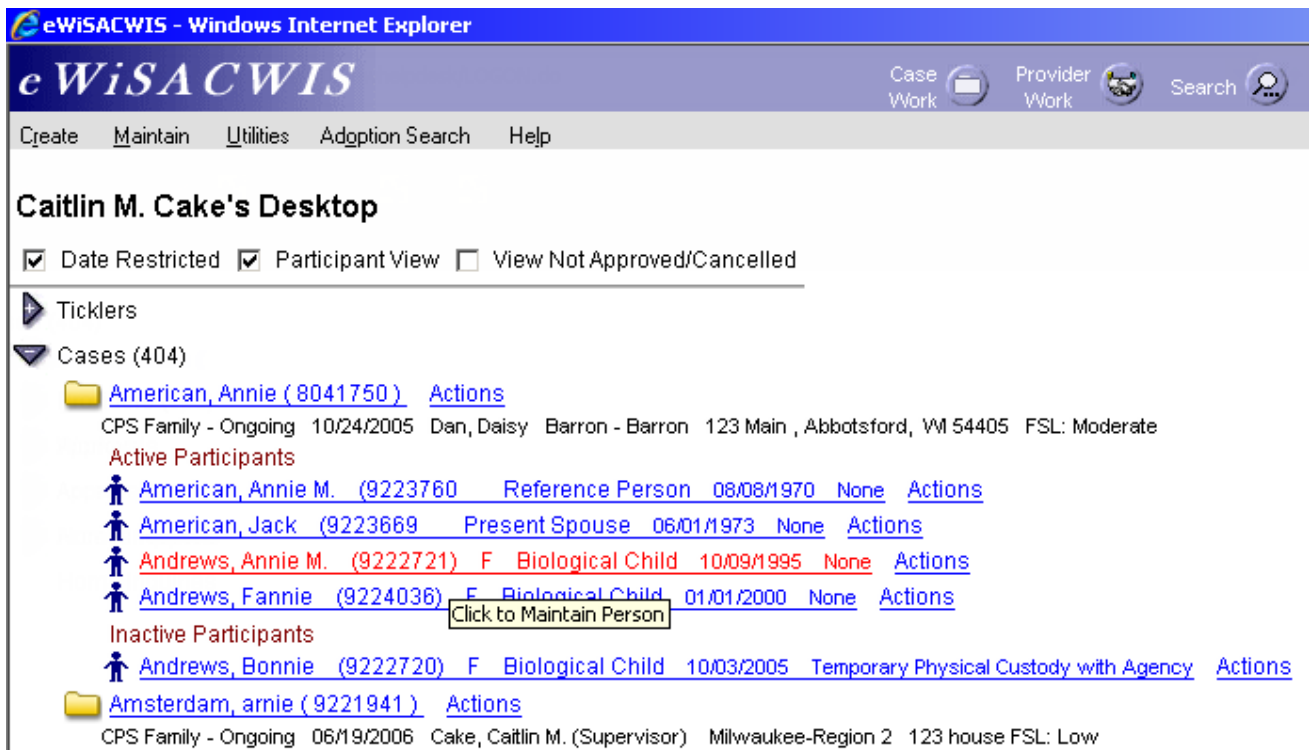 eWiSACWIS - Windows Internet Explorer
e WiSACWIS
Case Work
Provider Work
Search
Create Maintain Utilities Adoption Search Help
Caitlin M. Cake's Desktop
Date Restricted Participant View View Not Approved/Cancelled
Ticklers
Cases (404)
American, Annie ( 8041750 ) Actions
CPS Family - Ongoing 10/24/2005 Dan, Daisy Barron - Barron 123 Main , Abbotsford, WI 54405 FSL: Moderate
Active Participants
American, Annie M. (9223760 Reference Person 08/08/1970 None Actions
American, Jack (9223669 Present Spouse 06/01/1973 None Actions
Andrews, Annie M. (9222721) F Biological Child 10/09/1995 None Actions
Andrews, Fannie (9224036) F Biological Child 01/01/2000 None Actions
Click to Maintain Person
Inactive Participants
Andrews, Bonnie (9222720) F Biological Child 10/03/2005 Temporary Physical Custody with Agency Actions
Amsterdam, arnie ( 9221941 ) Actions
CPS Family - Ongoing 06/19/2006 Cake, Caitlin M. (Supervisor) Milwaukee-Region 2 123 house FSL: Low